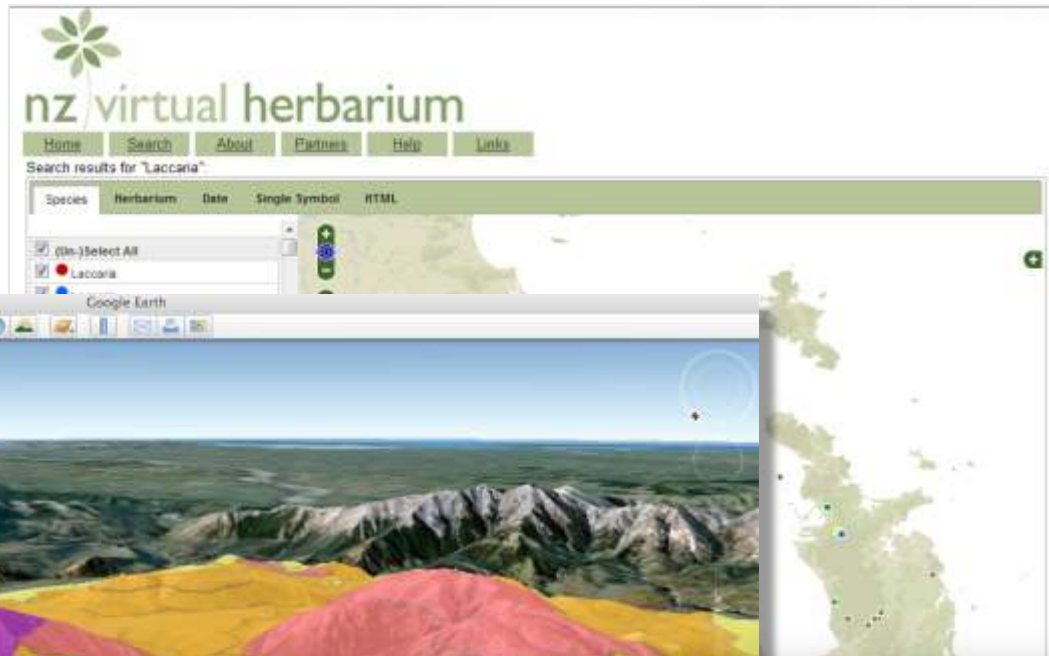 nz virtual herbarium
Home Search About Partners Help Links
Search results for "Laccaria":
Species Herbarium Date Single Symbol HTML
(Un-)Select All
Laccaria
Google Earth